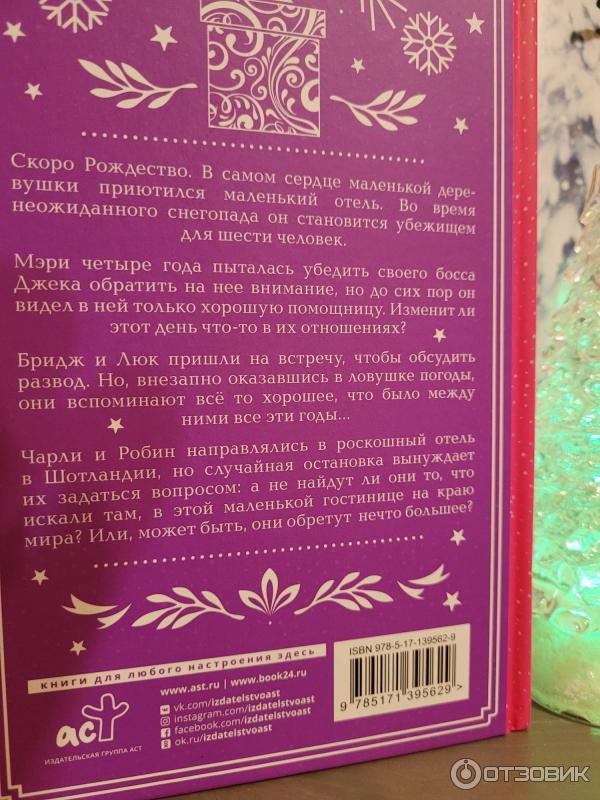 Скоро Рождество. В самом сердце маленькой дере-
вушки приютился маленький отель. Во время
неожиданного снегопада он становится убежищем
для шести человек.
Мэри четыре года пыталась убедить своего босса
Джека обратить на нее внимание, но до сих пор он
видел в ней только хорошую помощницу. Изменит ли
этот день что-то в их отношениях?
Бридж и Люк пришли на встречу, чтобы обсудить
развод. Но, внезапно оказавшись в ловушке погоды,
они вспоминают всё то хорошее, что было между
ними все эти годы...
Чарли и Робин направлялись в роскошный отель
в Шотландии, но случайная остановка вынуждает
их задаться вопросом: а не найдут ли они то, что
искали там, в этой маленькой гостинице на краю
мира? Или, может быть, они обретут нечто большее?
книги для любого настроения здесь
www.ast.ru | www.book24.ru
vk.com/izdatelstvoast
instagram.com/izdatelstvoast
facebook.com/izdatelstvoast
ok.ru/izdatelstvoast
аст
ИЗДАТЕЛЬСКАЯ ГРУППА АСТ
ISBN 978-5-17-139562-9
9 785171 395629 >
ОТЗОВИК